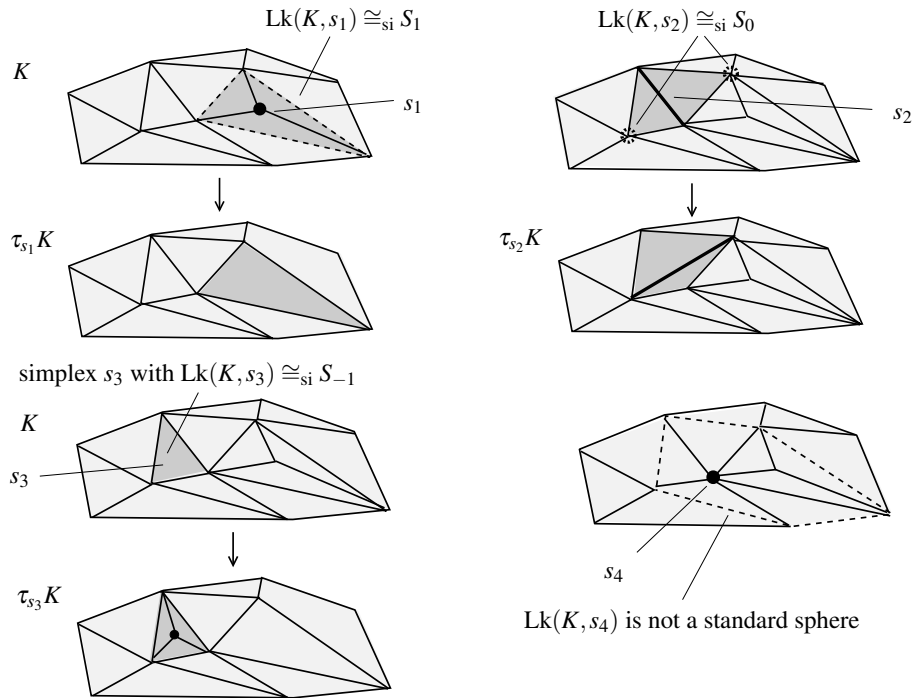 Lk(K, s₁) ≅ₛᵢ S₁
Lk(K, s₂) ≅ₛᵢ S₀
K
s₁
s₂
τₛ₁K
τₛ₂K
simplex s₃ with Lk(K, s₃) ≅ₛᵢ S₋₁
K
s₃
s₄
τₛ₃K
Lk(K, s₄) is not a standard sphere